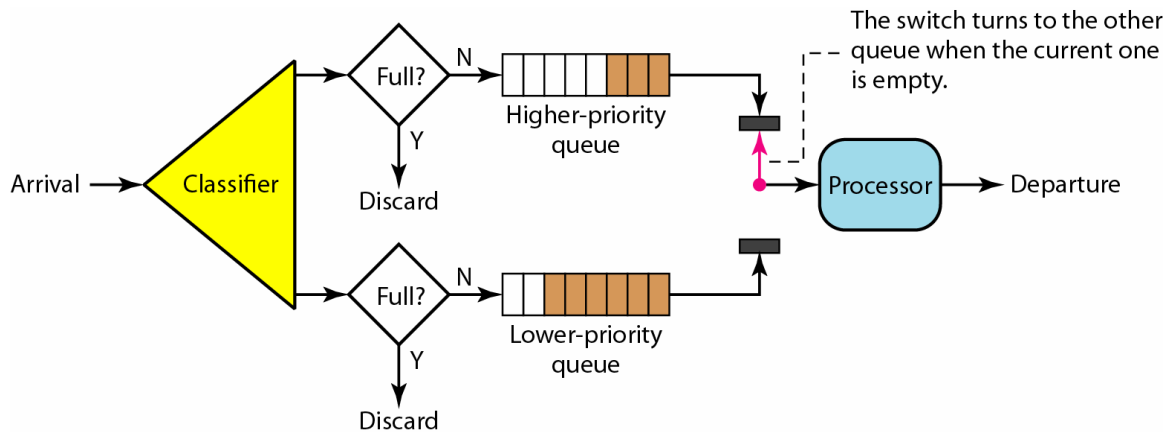 The switch turns to the other
queue when the current one
is empty.
Full?
N
Higher-priority
queue
Y
Discard
Arrival
Classifier
Processor
Departure
Full?
N
Lower-priority
queue
Y
Discard